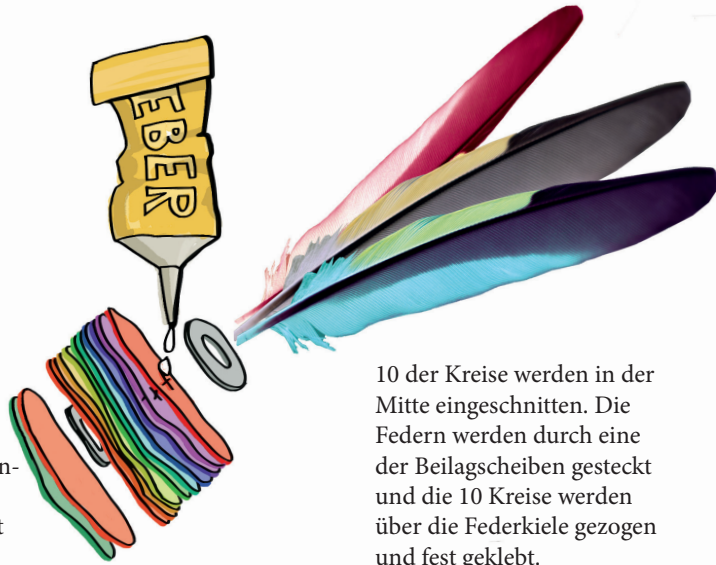 EBER
n-
t
10 der Kreise werden in der
Mitte eingeschnitten. Die
Federn werden durch eine
der Beilagscheiben gesteckt
und die 10 Kreise werden
über die Federkiele gezogen
und fest geklebt.